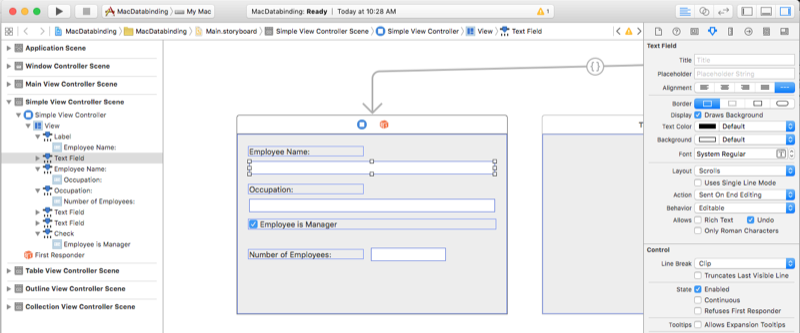 MacDatabinding
My Mac
MacDatabinding: Ready | Today at 10:28 AM
1
MacDatabinding
MacDatabinding
Main.storyboard
Simple View Controller Scene
Simple View Controller
View
Text Field
Application Scene
Window Controller Scene
Main View Controller Scene
Simple View Controller Scene
Simple View Controller
View
Label
Employee Name:
Text Field
Employee Name:
Occupation:
Occupation:
Number of Employees:
Text Field
Text Field
Check
Employee is Manager
First Responder
Table View Controller Scene
Outline View Controller Scene
Collection View Controller Scene
Employee Name:
Occupation:
Employee is Manager
Number of Employees:
T
Text Field
Title Title
Placeholder Placeholder String
Alignment
Border
Display Draws Background
Text Color Default
Background Default
Font System Regular
Layout Scrolls
Uses Single Line Mode
Action Sent On End Editing
Behavior Editable
Allows Rich Text Undo
Only Roman Characters
Control
Line Break Clip
Truncates Last Visible Line
State Enabled
Continuous
Refuses First Responder
Tooltips Allows Expansion Tooltips